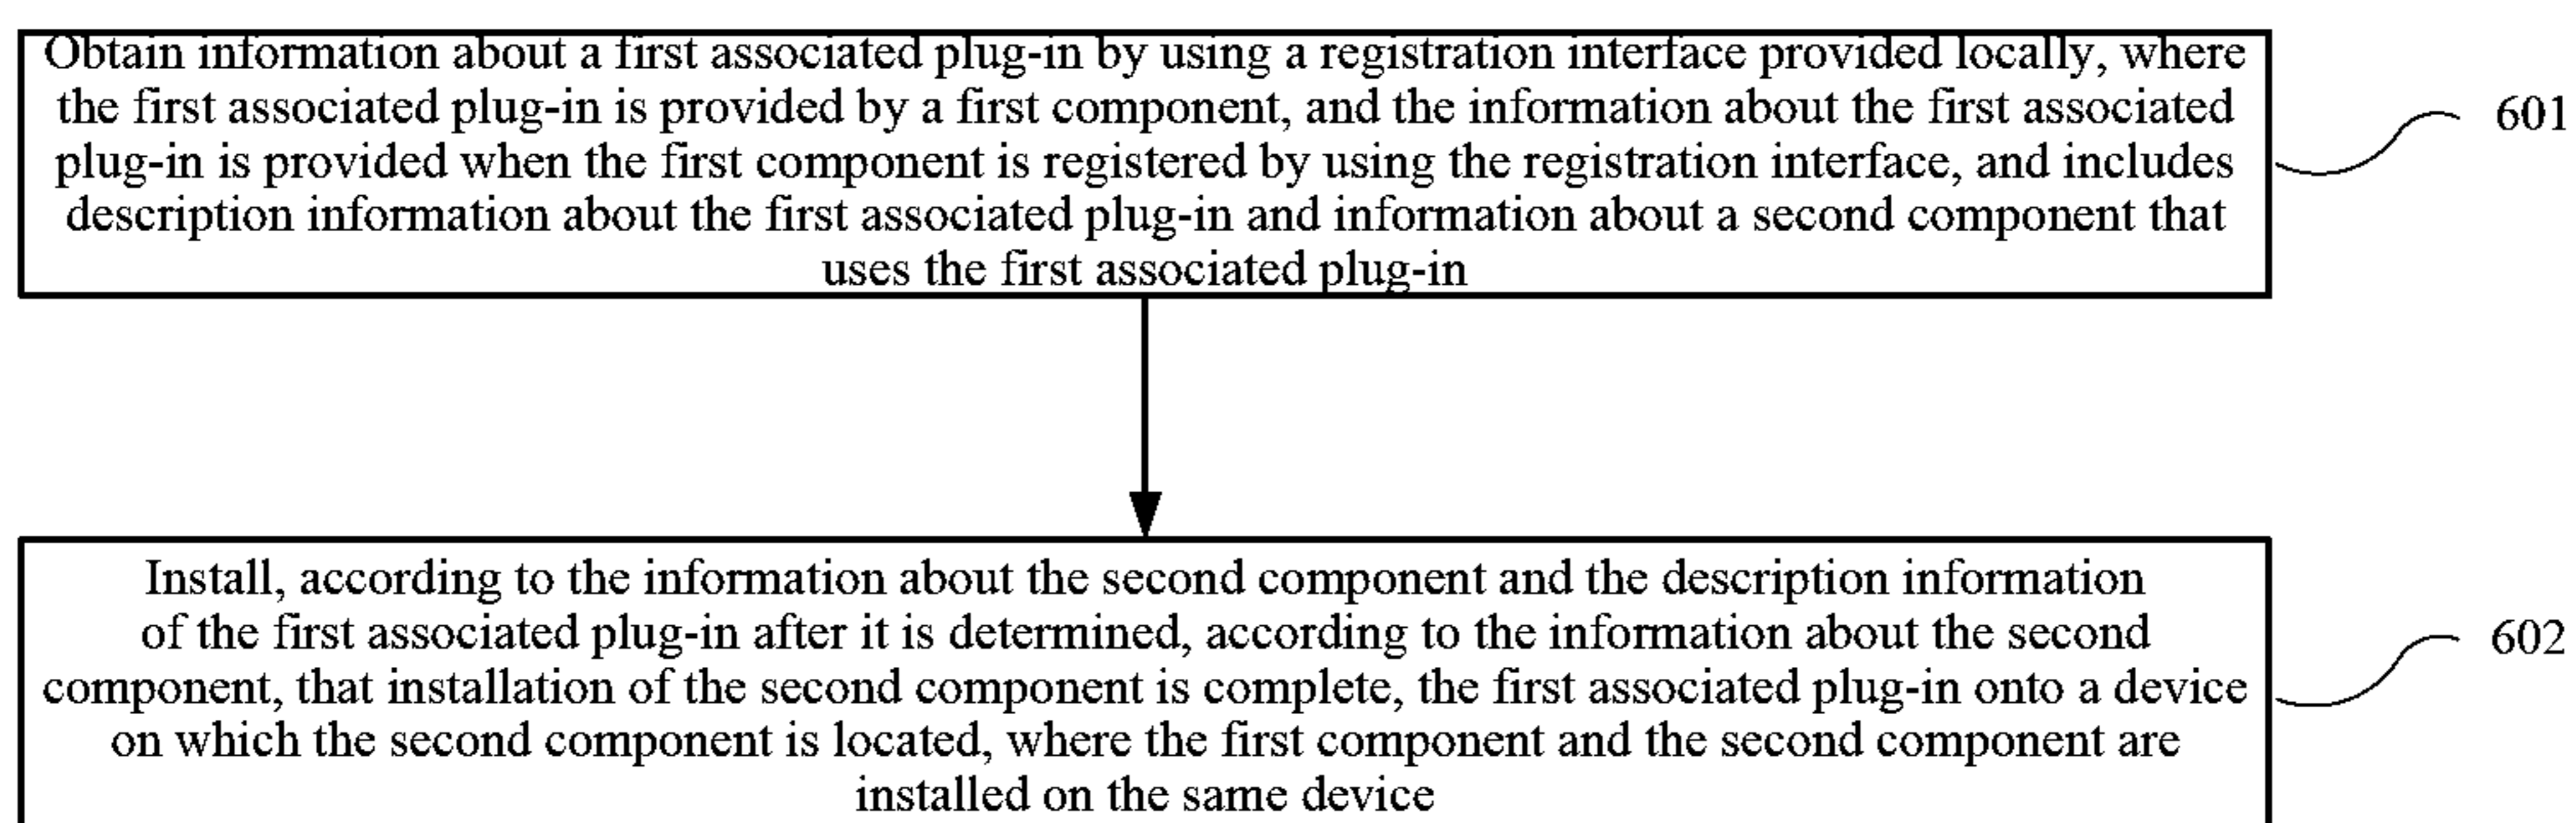 Obtain information about a first associated plug-in by using a registration interface provided locally, where
the first associated plug-in is provided by a first component, and the information about the first associated
plug-in is provided when the first component is registered by using the registration interface, and includes
description information about the first associated plug-in and information about a second component that
uses the first associated plug-in
601
Install, according to the information about the second component and the description information
of the first associated plug-in after it is determined, according to the information about the second
component, that installation of the second component is complete, the first associated plug-in onto a device
on which the second component is located, where the first component and the second component are
installed on the same device
602